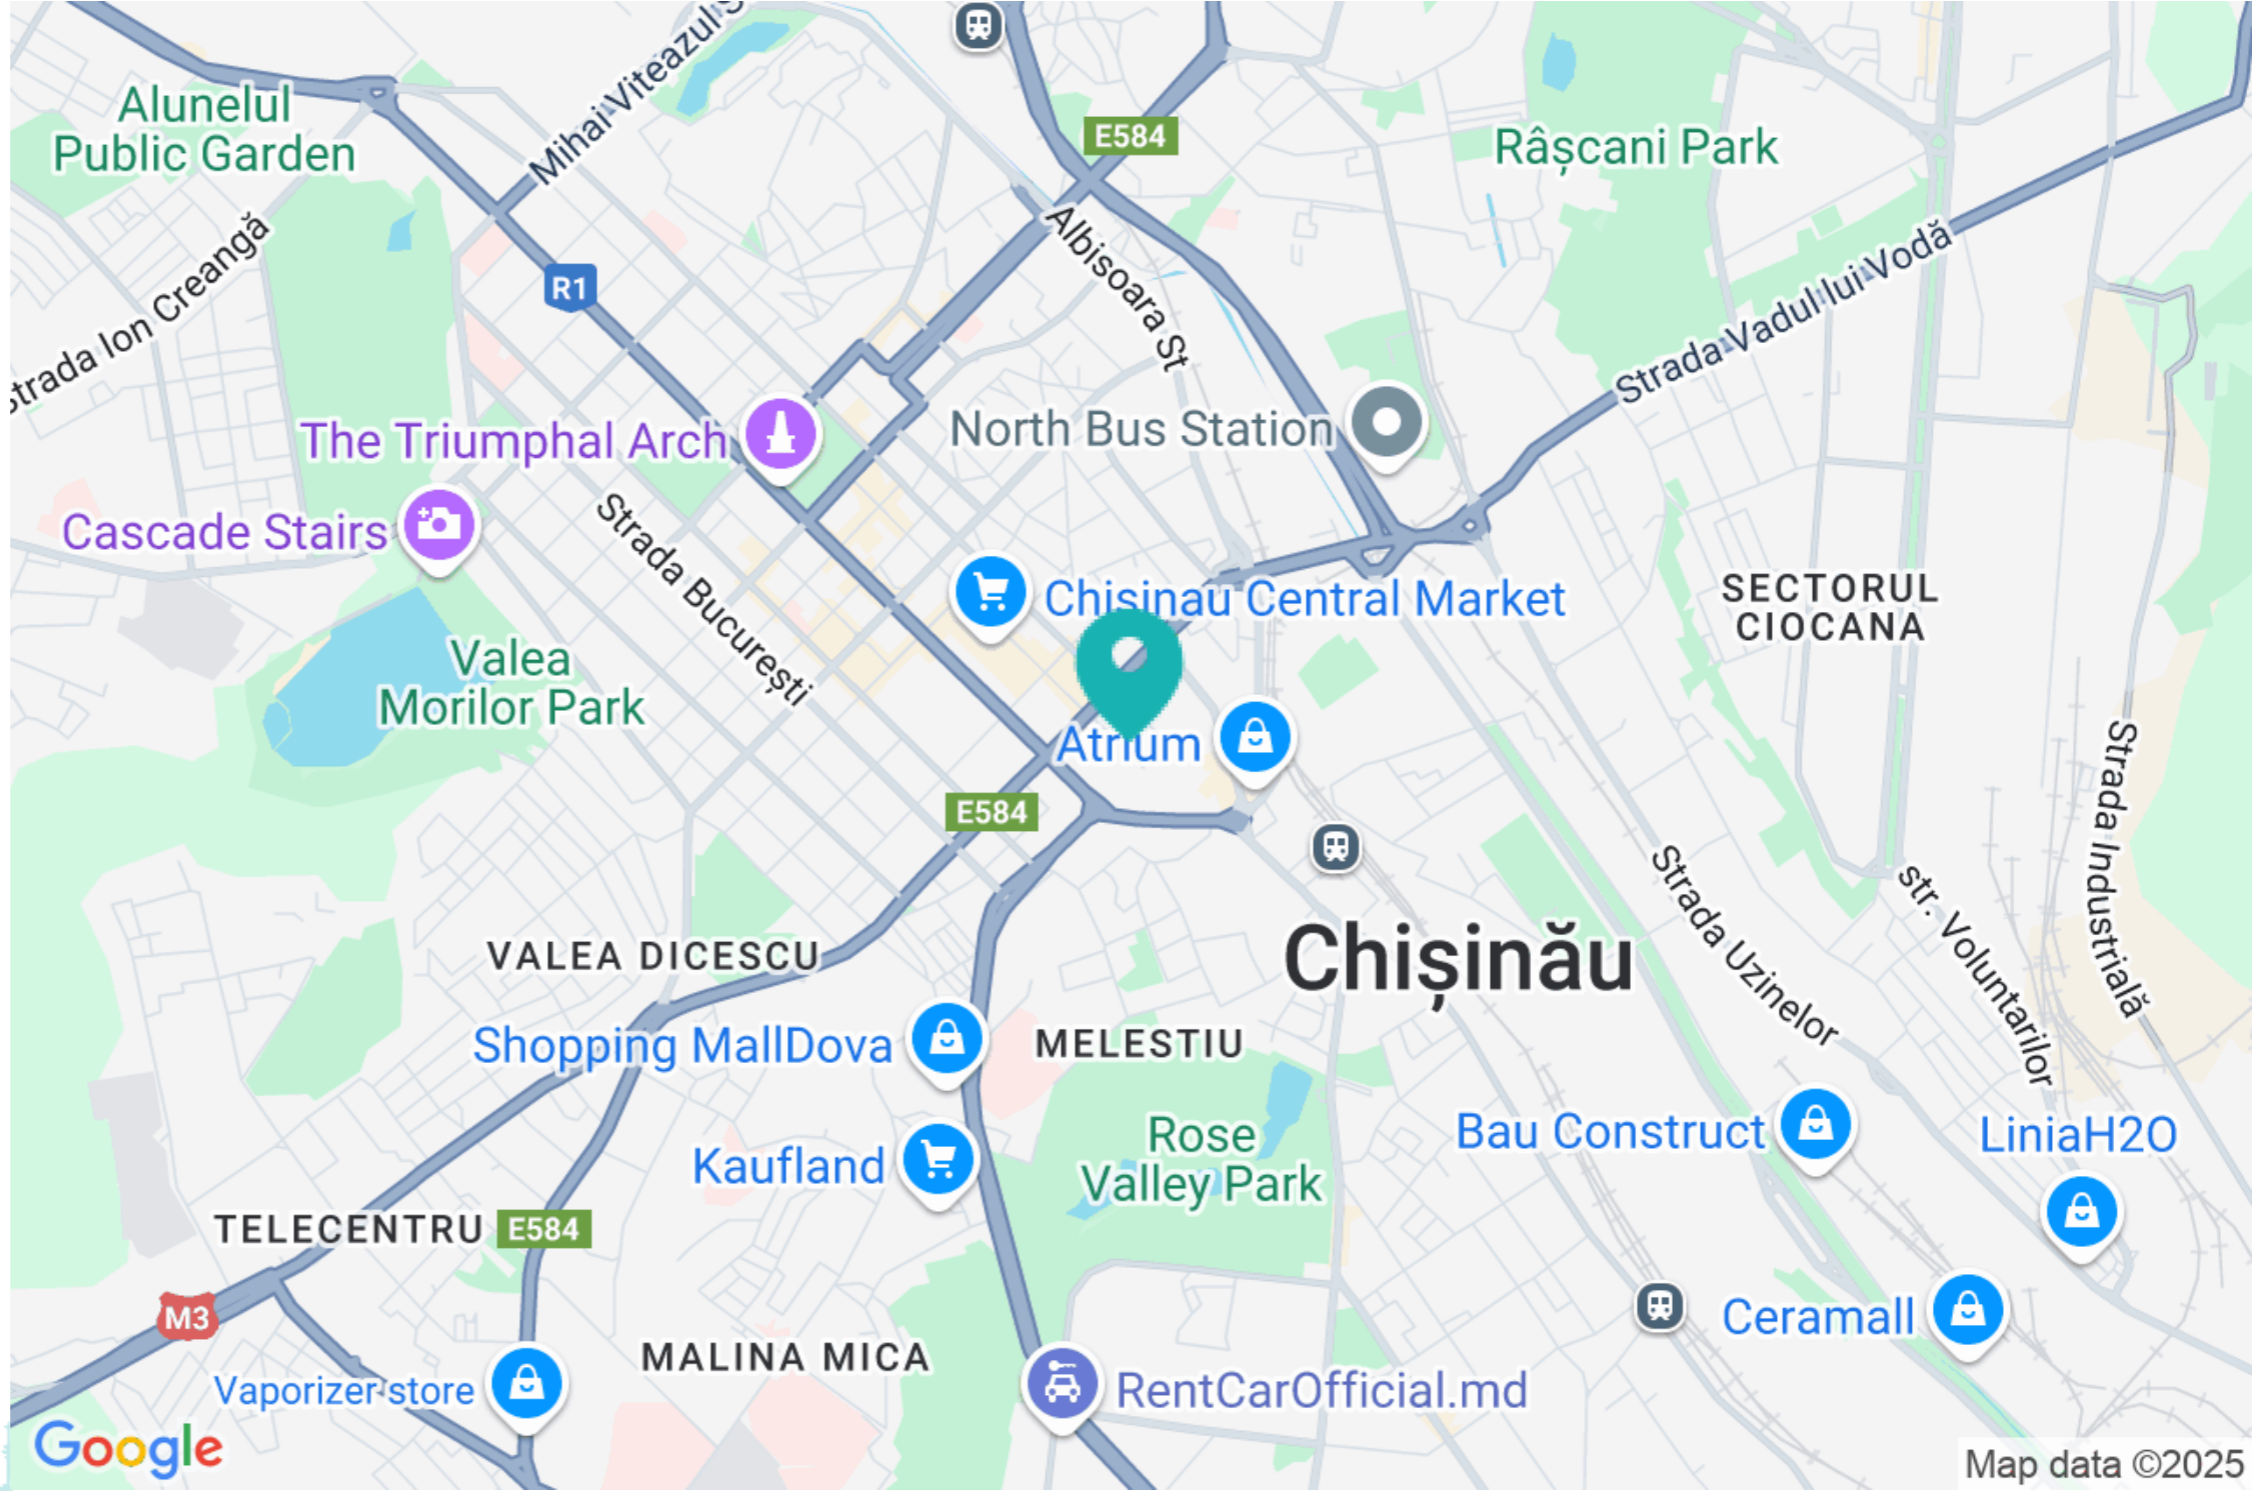 Mihai Viteazul S
Alunelul
Public Garden
E584
Râșcani Park
Strada Ion Creangă
Albisoara St
Strada Vadul lui Vodă
R1
The Triumphal Arch
North Bus Station
Cascade Stairs
Strada București
Chisinau Central Market
SECTORUL
CIOCANA
Valea
Morilor Park
Atrium
E584
Strada Industrială
Strada Uzinelor
str. Voluntarilor
VALEA DICESCU
Chișinău
Shopping MallDova
MELESTIU
Rose
Valley Park
Bau Construct
LiniaH2O
Kaufland
TELECENTRU
E584
M3
Ceramall
MALINA MICA
Vaporizer store
RentCarOfficial.md
Google
Map data ©2025